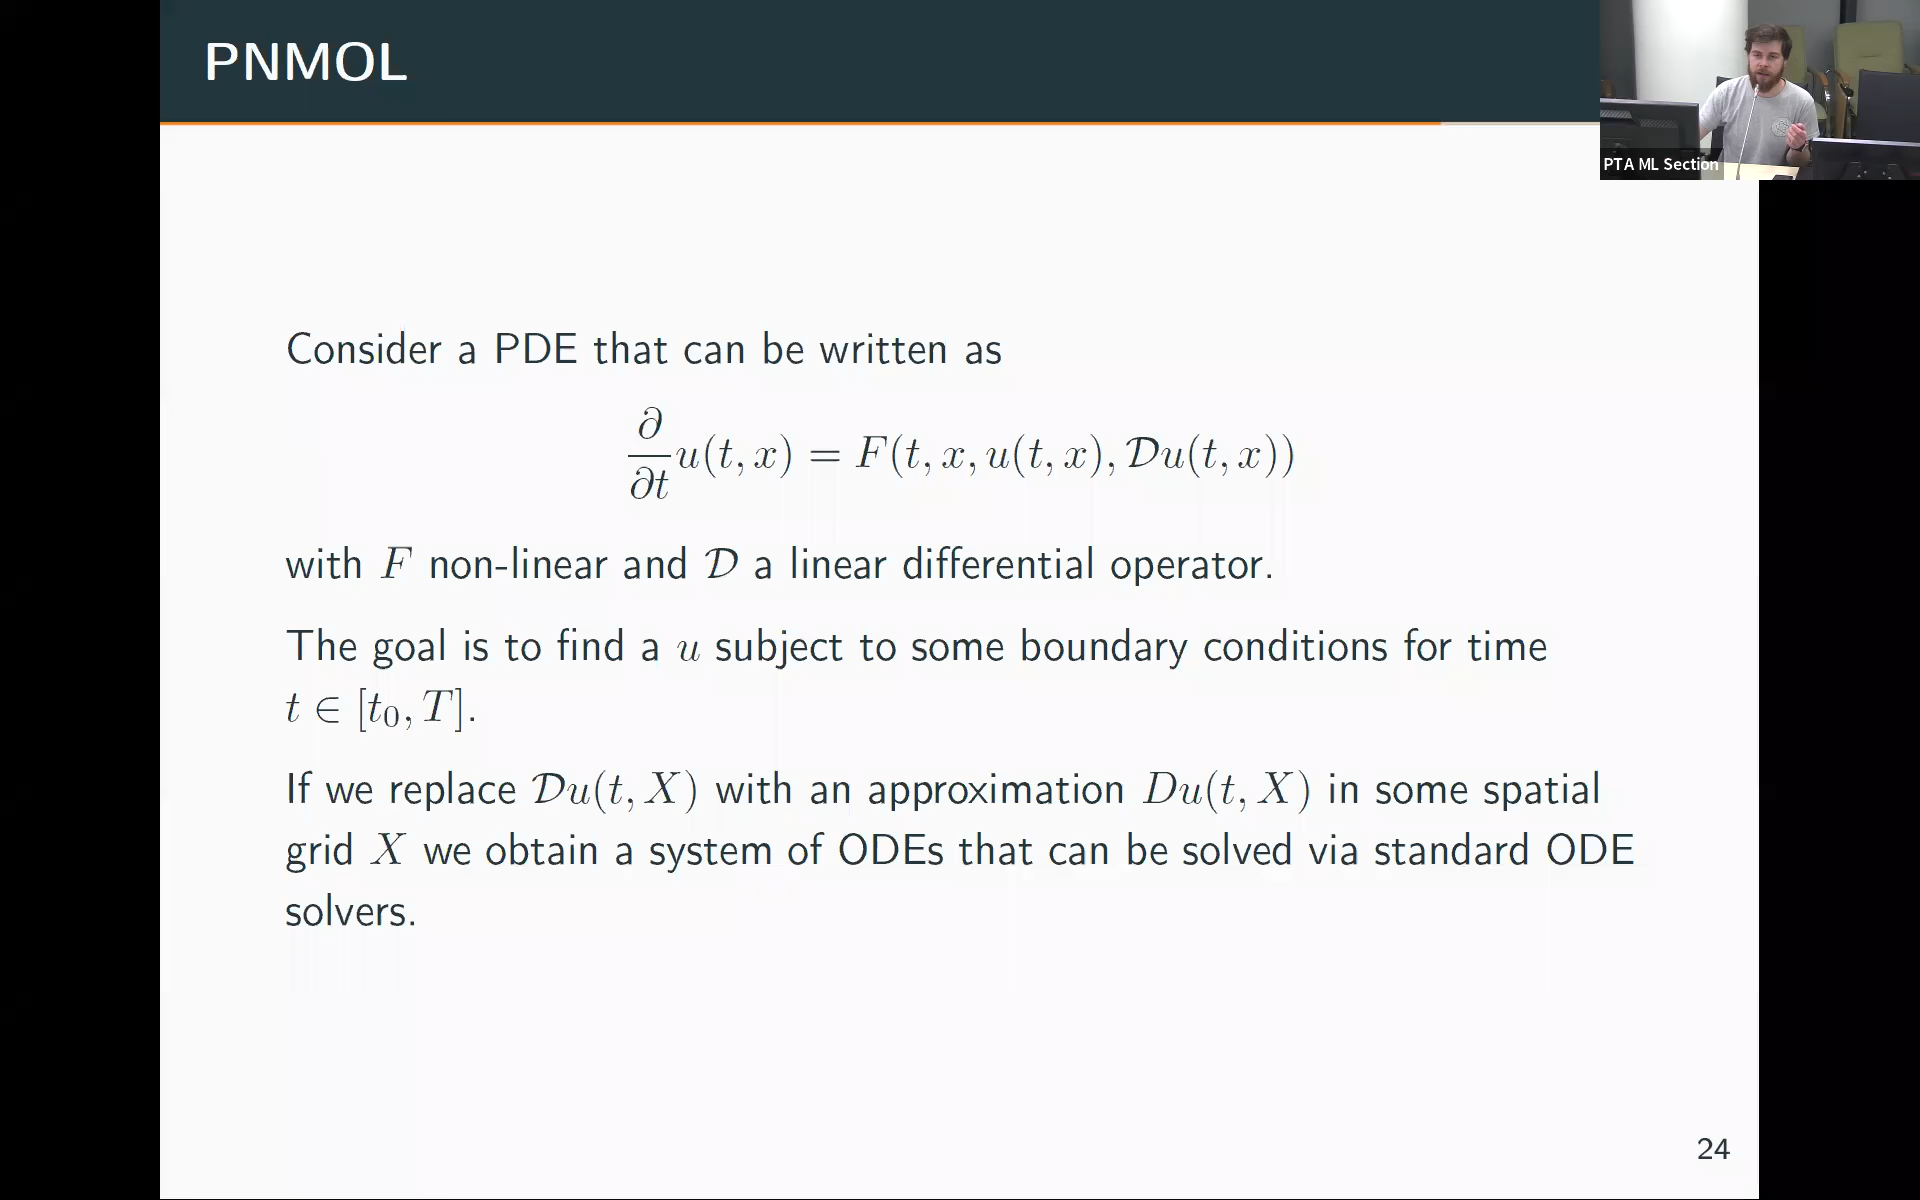 PNMOL
PTA ML Section
Consider a PDE that can be written as
∂/∂t u(t, x) = F(t, x, u(t, x), 𝒟u(t, x))
with F non-linear and 𝒟 a linear differential operator.
The goal is to find a u subject to some boundary conditions for time
t ∈ [t₀, T].
If we replace 𝒟u(t, X) with an approximation Du(t, X) in some spatial
grid X we obtain a system of ODEs that can be solved via standard ODE
solvers.
24